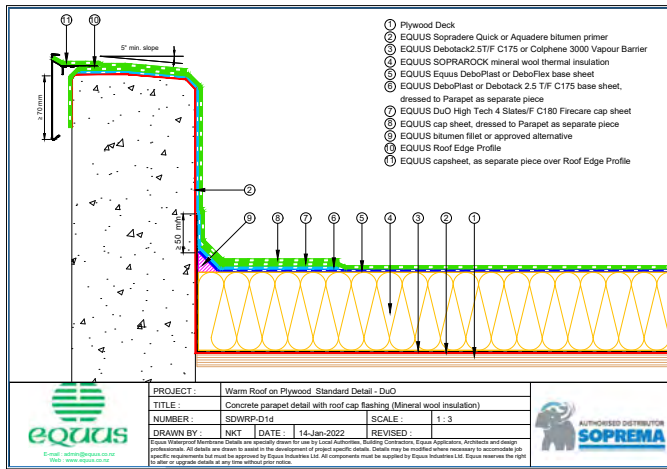 11
10
5° min. slope
≥70mm
2
≥50 mm
9
8
7
6
5
4
3
2
1
1 Plywood Deck
2 EQUUS Sopradere Quick or Aquadere bitumen primer
3 EQUUS Debotack2.5T/F C175 or Colphene 3000 Vapour Barrier
4 EQUUS SOPRAROCK mineral wool thermal insulation
5 EQUUS Equus DeboPlast or DeboFlex base sheet
6 EQUUS DeboPlast or Debotack 2.5 T/F C175 base sheet,
dressed to Parapet as separate piece
7 EQUUS DuO High Tech 4 Slates/F C180 Firecare cap sheet
8 EQUUS cap sheet, dressed to Parapet as separate piece
9 EQUUS bitumen fillet or approved alternative
10 EQUUS Roof Edge Profile
11 EQUUS capsheet, as separate piece over Roof Edge Profile
equus
E-mail : admin@equus.co.nz
Web : www.equus.co.nz
PROJECT : Warm Roof on Plywood Standard Detail - DuO
TITLE : Concrete parapet detail with roof cap flashing (Mineral wool insulation)
NUMBER : SDWRP-D1d SCALE : 1 : 3
DRAWN BY : NKT DATE : 14-Jan-2022 REVISED :
Equus Waterproof Membrane Details are specially drawn for use by Local Authorities, Building Contractors, Equus Applicators, Architects and design
professionals. All details are drawn to assist in the development of project specific details. Details may be modified where necessary to accomodate job
specific requirements but must be approved by Equus Industries Ltd. All components must be supplied by Equus Industries Ltd. Equus reserves the right
to alter or upgrade details at any time without prior notice.
AUTHORISED DISTRIBUTOR
SOPREMA